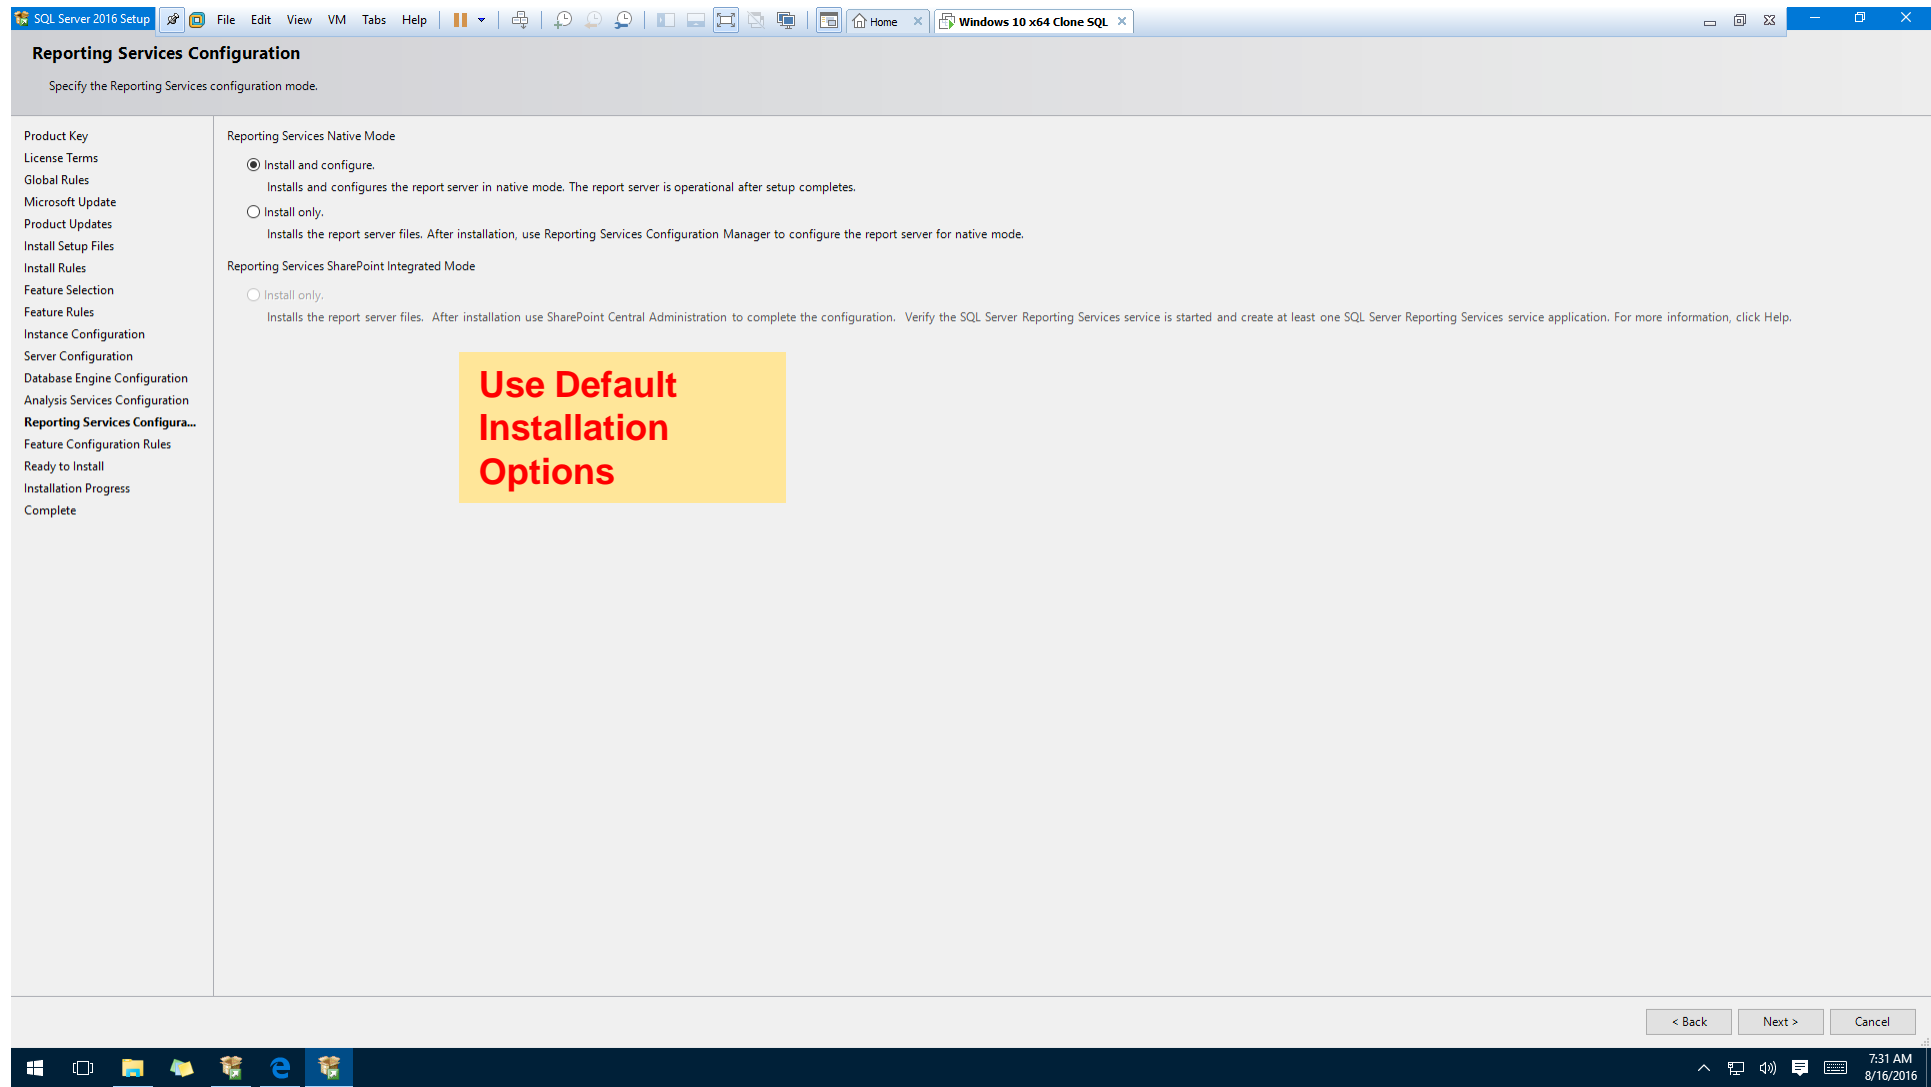 SQL Server 2016 Setup
File Edit View VM Tabs Help
Home
Windows 10 x64 Clone SQL
Reporting Services Configuration
Specify the Reporting Services configuration mode.
Product Key
License Terms
Global Rules
Microsoft Update
Product Updates
Install Setup Files
Install Rules
Feature Selection
Feature Rules
Instance Configuration
Server Configuration
Database Engine Configuration
Analysis Services Configuration
Reporting Services Configura...
Feature Configuration Rules
Ready to Install
Installation Progress
Complete
Reporting Services Native Mode
Install and configure.
Installs and configures the report server in native mode. The report server is operational after setup completes.
Install only.
Installs the report server files. After installation, use Reporting Services Configuration Manager to configure the report server for native mode.
Reporting Services SharePoint Integrated Mode
Install only.
Installs the report server files. After installation use SharePoint Central Administration to complete the configuration. Verify the SQL Server Reporting Services service is started and create at least one SQL Server Reporting Services service application. For more information, click Help.
Use Default
Installation
Options
< Back
Next >
Cancel
7:31 AM
8/16/2016